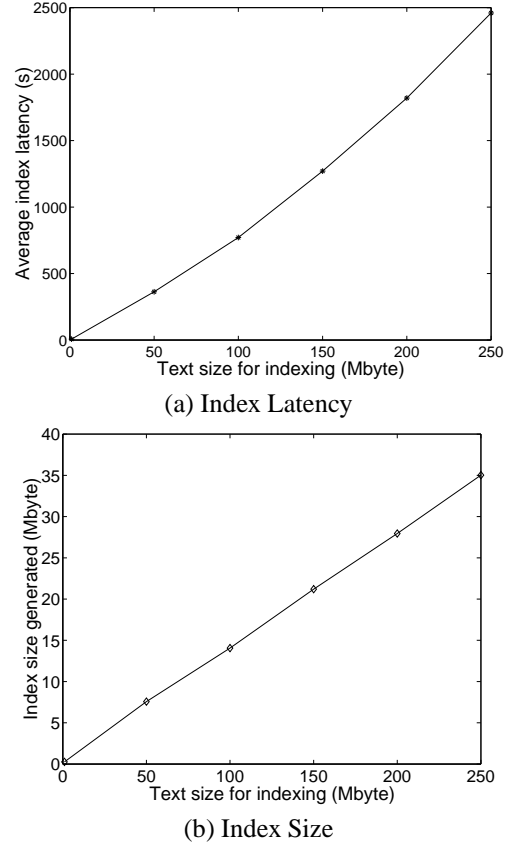 2500
2000
1500
1000
500
0
Average index latency (s)
0 50 100 150 200 250
Text size for indexing (Mbyte)
(a) Index Latency
40
35
30
25
20
15
10
5
0
Index size generated (Mbyte)
0 50 100 150 200 250
Text size for indexing (Mbyte)
(b) Index Size